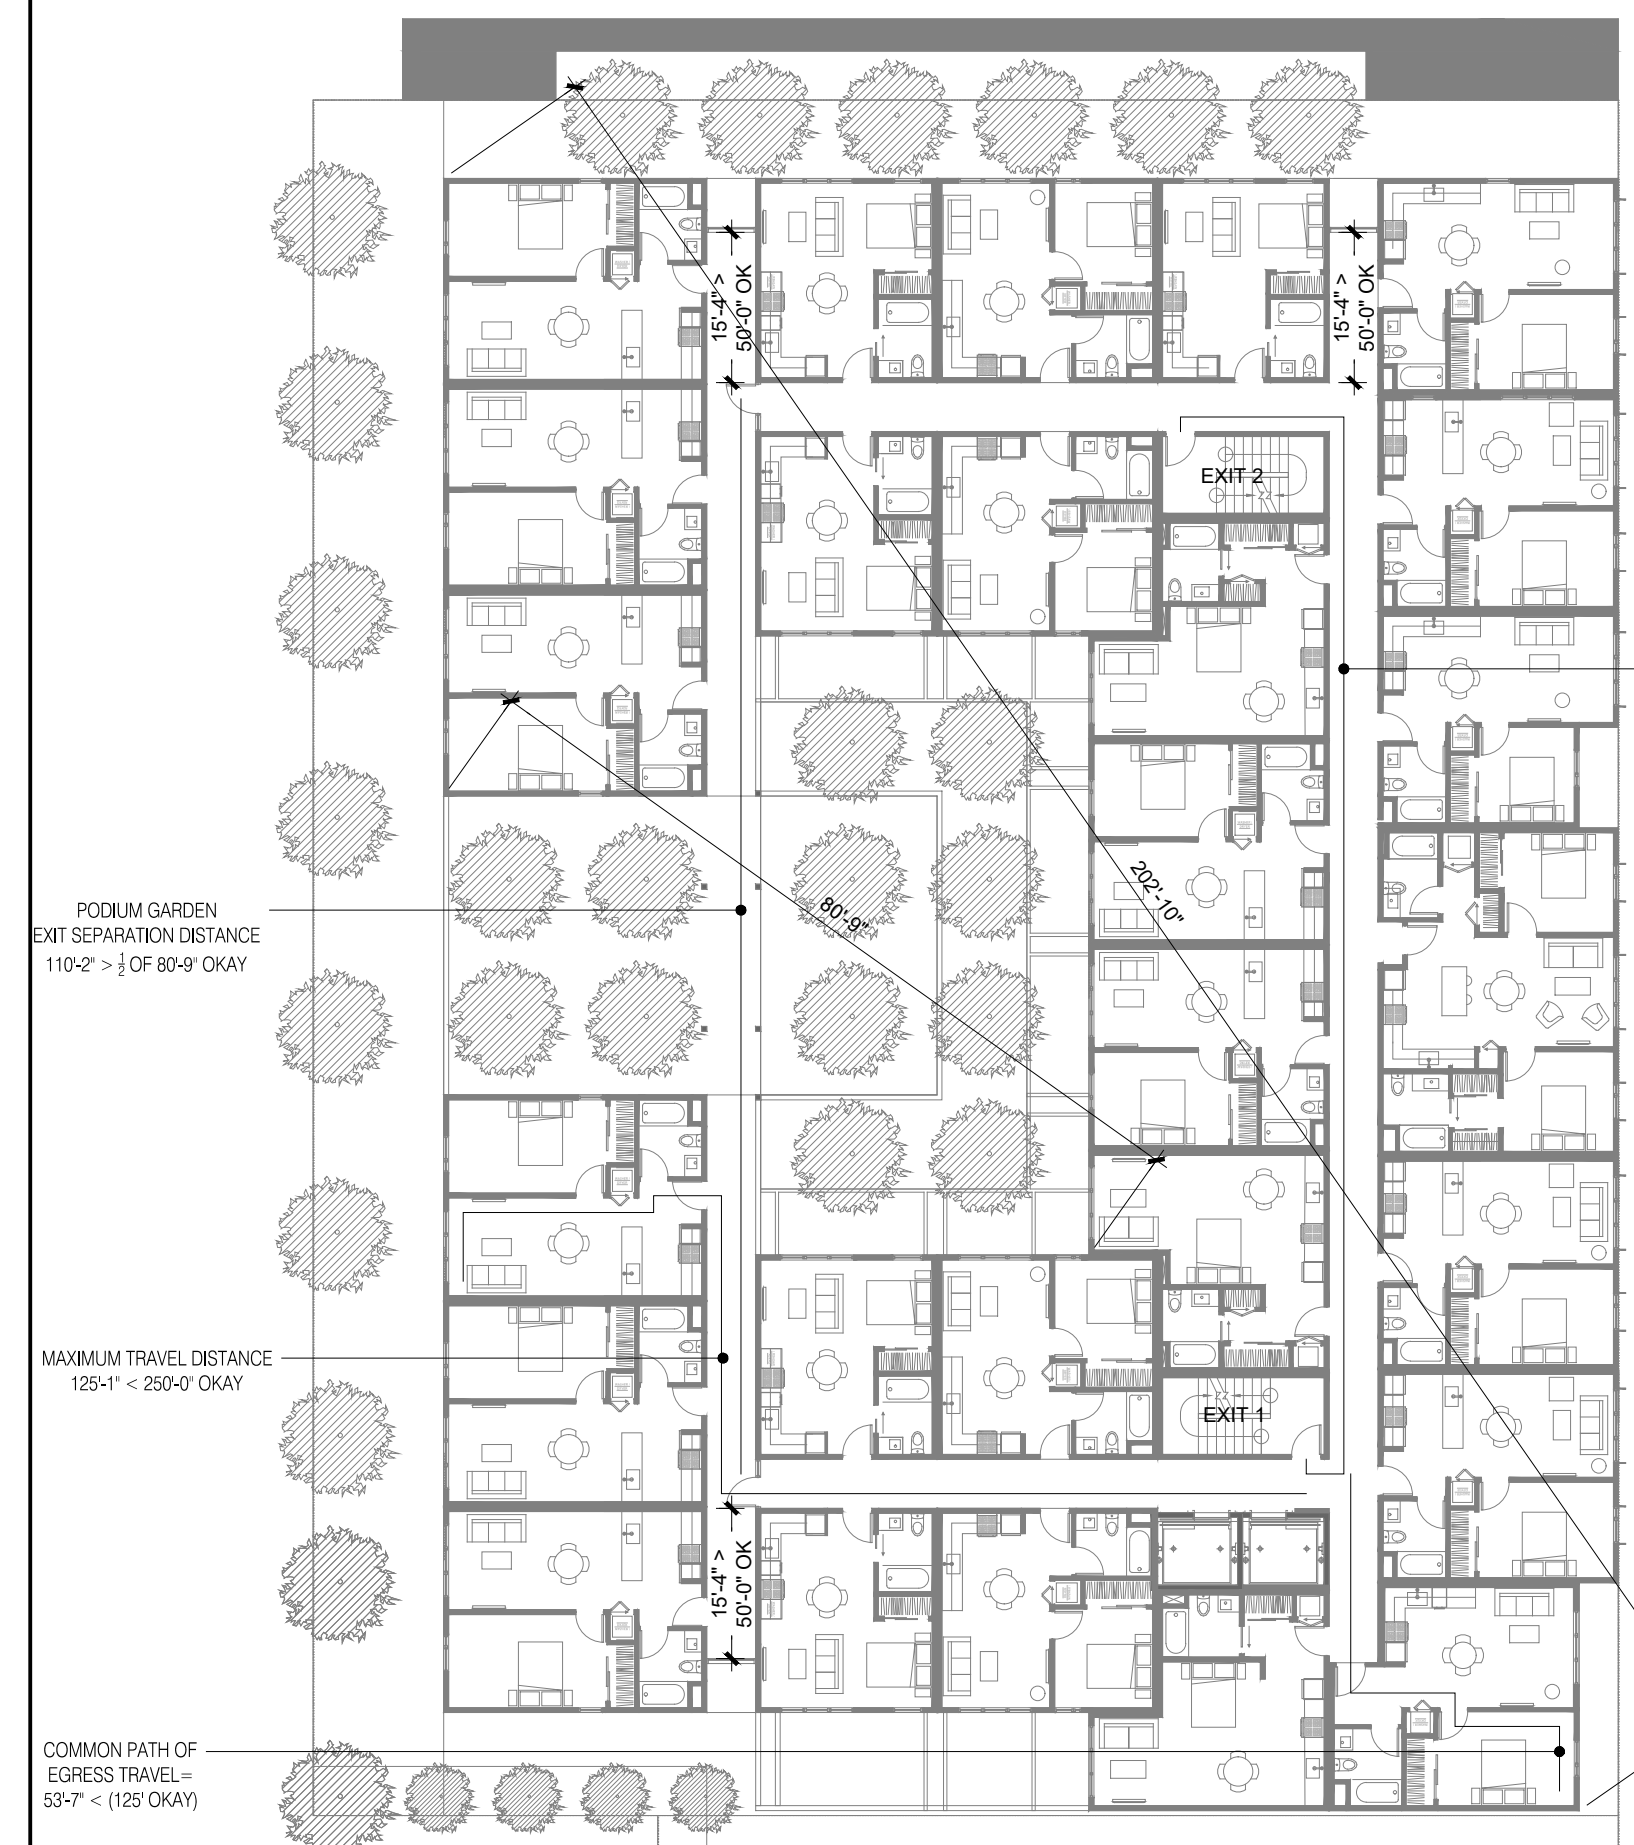 15'-4" >
50'-0" OK
15'-4" >
50'-0" OK
EXIT 2
202'-10"
80'-9"
PODIUM GARDEN
EXIT SEPARATION DISTANCE
110'-2" > ½ OF 80'-9" OKAY
MAXIMUM TRAVEL DISTANCE
125'-1" < 250'-0" OKAY
EXIT 1
15'-4" >
50'-0" OK
COMMON PATH OF
EGRESS TRAVEL=
53'-7" < (125' OKAY)